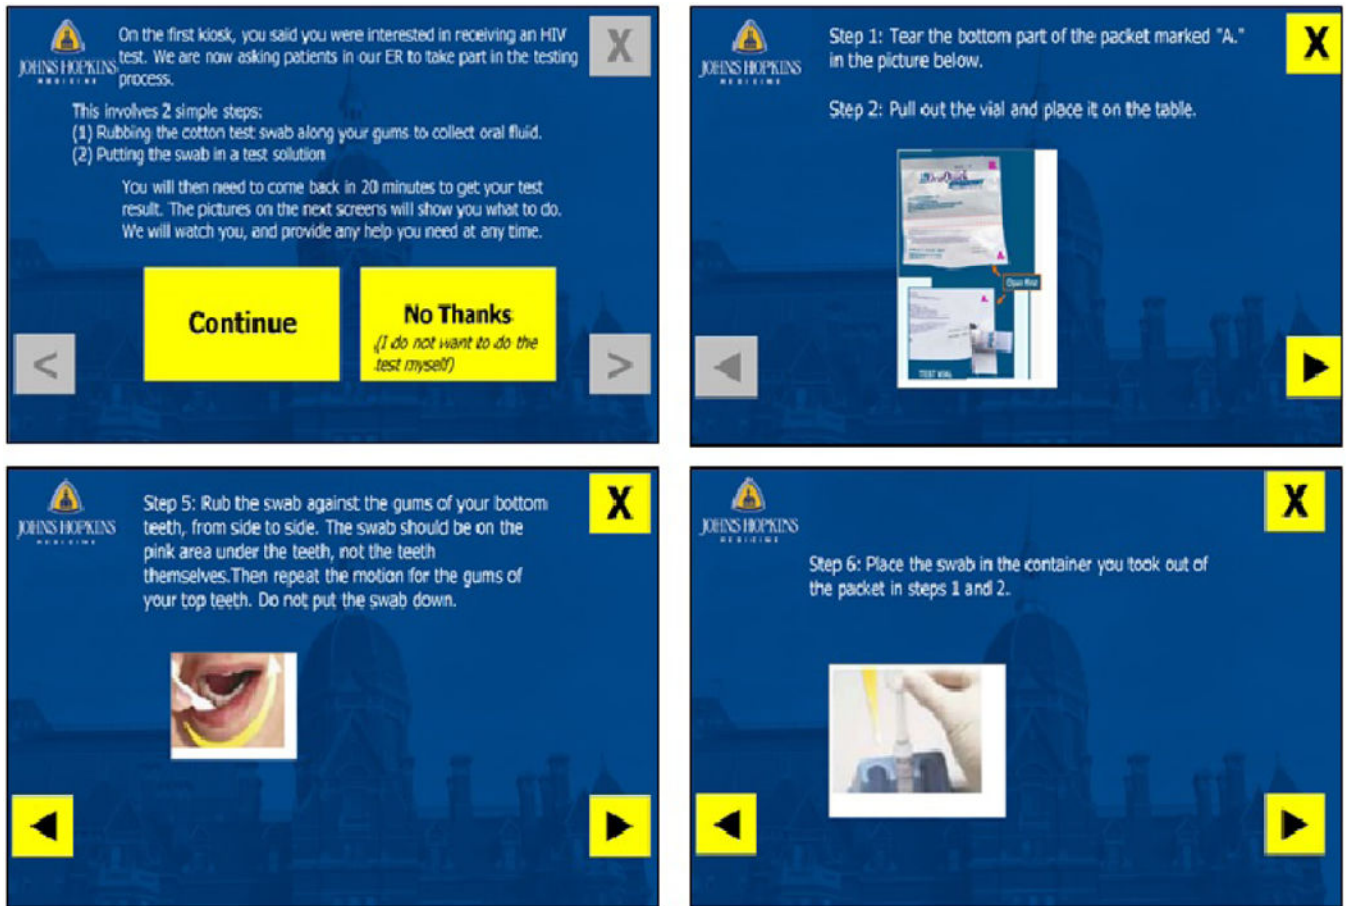 On the first kiosk, you said you were interested in receiving an HIV
test. We are now asking patients in our ER to take part in the testing
process.
JOHNS HOPKINS
MEDICINE
X
This involves 2 simple steps:
(1) Rubbing the cotton test swab along your gums to collect oral fluid.
(2) Putting the swab in a test solution
You will then need to come back in 20 minutes to get your test
result. The pictures on the next screens will show you what to do.
We will watch you, and provide any help you need at any time.
Continue
No Thanks
(I do not want to do the
test myself)
<
>
JOHNS HOPKINS
MEDICINE
Step 1: Tear the bottom part of the packet marked "A."
in the picture below.
X
Step 2: Pull out the vial and place it on the table.
OraQuick
A.
Open first
A.
TEST VIAL
JOHNS HOPKINS
MEDICINE
Step 5: Rub the swab against the gums of your bottom
teeth, from side to side. The swab should be on the
pink area under the teeth, not the teeth
themselves.Then repeat the motion for the gums of
your top teeth. Do not put the swab down.
X
JOHNS HOPKINS
MEDICINE
X
Step 6: Place the swab in the container you took out of
the packet in steps 1 and 2.